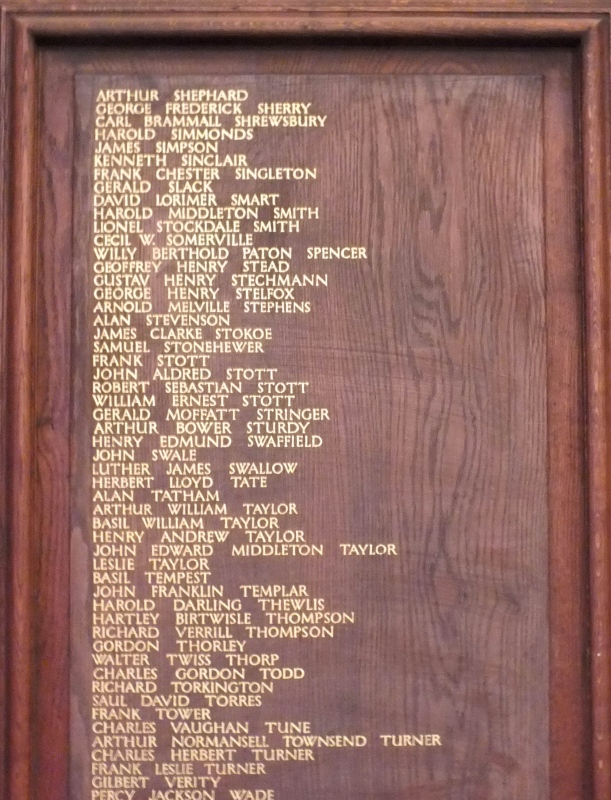 ARTHUR SHEPHARD
GEORGE FREDERICK SHERRY
CARL BRAMMALL SHREWSBURY
HAROLD SIMMONDS
JAMES SIMPSON
KENNETH SINCLAIR
FRANK CHESTER SINGLETON
GERALD SLACK
DAVID LORIMER SMART
HAROLD MIDDLETON SMITH
LIONEL STOCKDALE SMITH
CECIL W. SOMERVILLE
WILLY BERTHOLD PATON SPENCER
GEOFFREY HENRY STEAD
GUSTAV HENRY STECHMANN
GEORGE HENRY STELFOX
ARNOLD MELVILLE STEPHENS
ALAN STEVENSON
JAMES CLARKE STOKOE
SAMUEL STONEHEWER
FRANK STOTT
JOHN ALDRED STOTT
ROBERT SEBASTIAN STOTT
WILLIAM ERNEST STOTT
GERALD MOFFATT STRINGER
ARTHUR BOWER STURDY
HENRY EDMUND SWAFFIELD
JOHN SWALE
LUTHER JAMES SWALLOW
HERBERT LLOYD TATE
ALAN TATHAM
ARTHUR WILLIAM TAYLOR
BASIL WILLIAM TAYLOR
HENRY ANDREW TAYLOR
JOHN EDWARD MIDDLETON TAYLOR
LESLIE TAYLOR
BASIL TEMPEST
JOHN FRANKLIN TEMPLAR
HAROLD DARLING THEWLIS
HARTLEY BIRTWISLE THOMPSON
RICHARD VERRILL THOMPSON
GORDON THORLEY
WALTER TWISS THORP
CHARLES GORDON TODD
RICHARD TORKINGTON
SAUL DAVID TORRES
FRANK TOWER
CHARLES VAUGHAN TUNE
ARTHUR NORMANSELL TOWNSEND TURNER
CHARLES HERBERT TURNER
FRANK LESLIE TURNER
GILBERT VERITY
PERCY JACKSON WADE